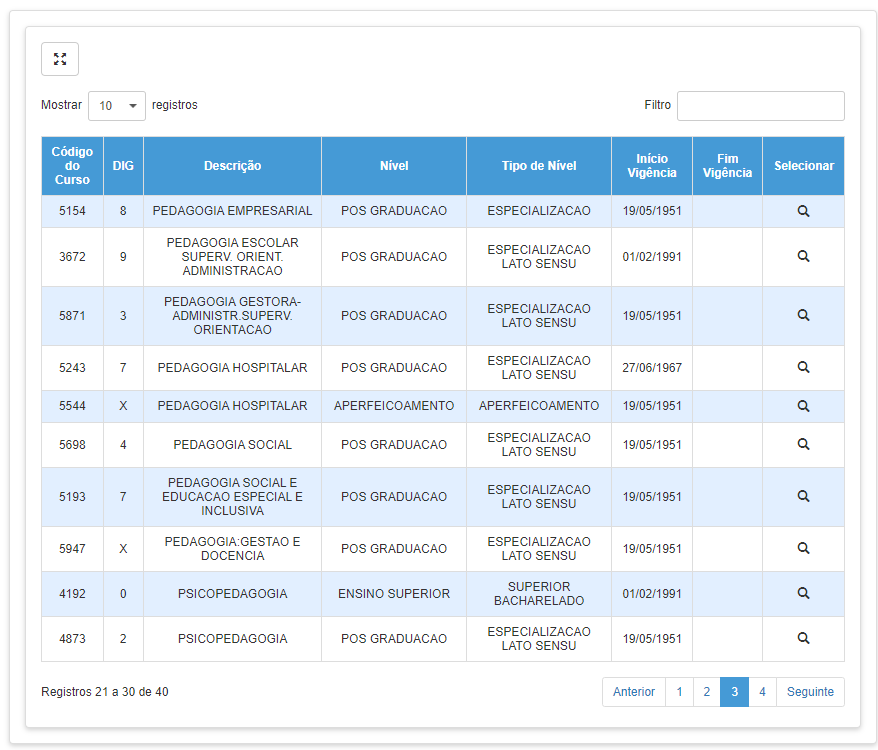 Mostrar 10 registros Filtro
Código do Curso DIG Descrição Nível Tipo de Nível Início Vigência Fim Vigência Selecionar
5154 8 PEDAGOGIA EMPRESARIAL POS GRADUACAO ESPECIALIZACAO 19/05/1951
3672 9 PEDAGOGIA ESCOLAR SUPERV. ORIENT. ADMINISTRACAO POS GRADUACAO ESPECIALIZACAO LATO SENSU 01/02/1991
5871 3 PEDAGOGIA GESTORA-ADMINISTR.SUPERV. ORIENTACAO POS GRADUACAO ESPECIALIZACAO LATO SENSU 19/05/1951
5243 7 PEDAGOGIA HOSPITALAR POS GRADUACAO ESPECIALIZACAO LATO SENSU 27/06/1967
5544 X PEDAGOGIA HOSPITALAR APERFEICOAMENTO APERFEICOAMENTO 19/05/1951
5698 4 PEDAGOGIA SOCIAL POS GRADUACAO ESPECIALIZACAO LATO SENSU 19/05/1951
5193 7 PEDAGOGIA SOCIAL E EDUCACAO ESPECIAL E INCLUSIVA POS GRADUACAO ESPECIALIZACAO LATO SENSU 19/05/1951
5947 X PEDAGOGIA:GESTAO E DOCENCIA POS GRADUACAO ESPECIALIZACAO LATO SENSU 19/05/1951
4192 0 PSICOPEDAGOGIA ENSINO SUPERIOR SUPERIOR BACHARELADO 01/02/1991
4873 2 PSICOPEDAGOGIA POS GRADUACAO ESPECIALIZACAO LATO SENSU 19/05/1951
Registros 21 a 30 de 40 Anterior 1 2 3 4 Seguinte